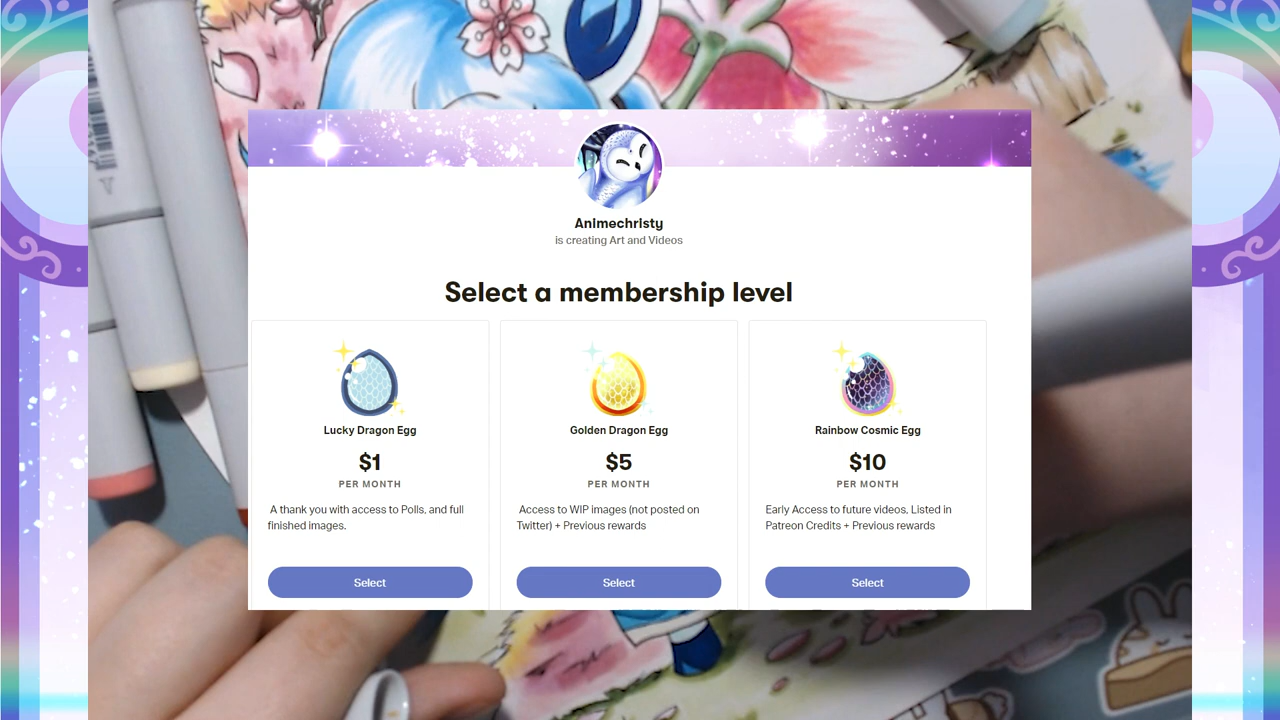 Animechristy
is creating Art and Videos
Select a membership level
Lucky Dragon Egg
$1
PER MONTH
A thank you with access to Polls, and full
finished images.
Select
Golden Dragon Egg
$5
PER MONTH
Access to WIP images (not posted on
Twitter) + Previous rewards
Select
Rainbow Cosmic Egg
$10
PER MONTH
Early Access to future videos, Listed in
Patreon Credits + Previous rewards
Select